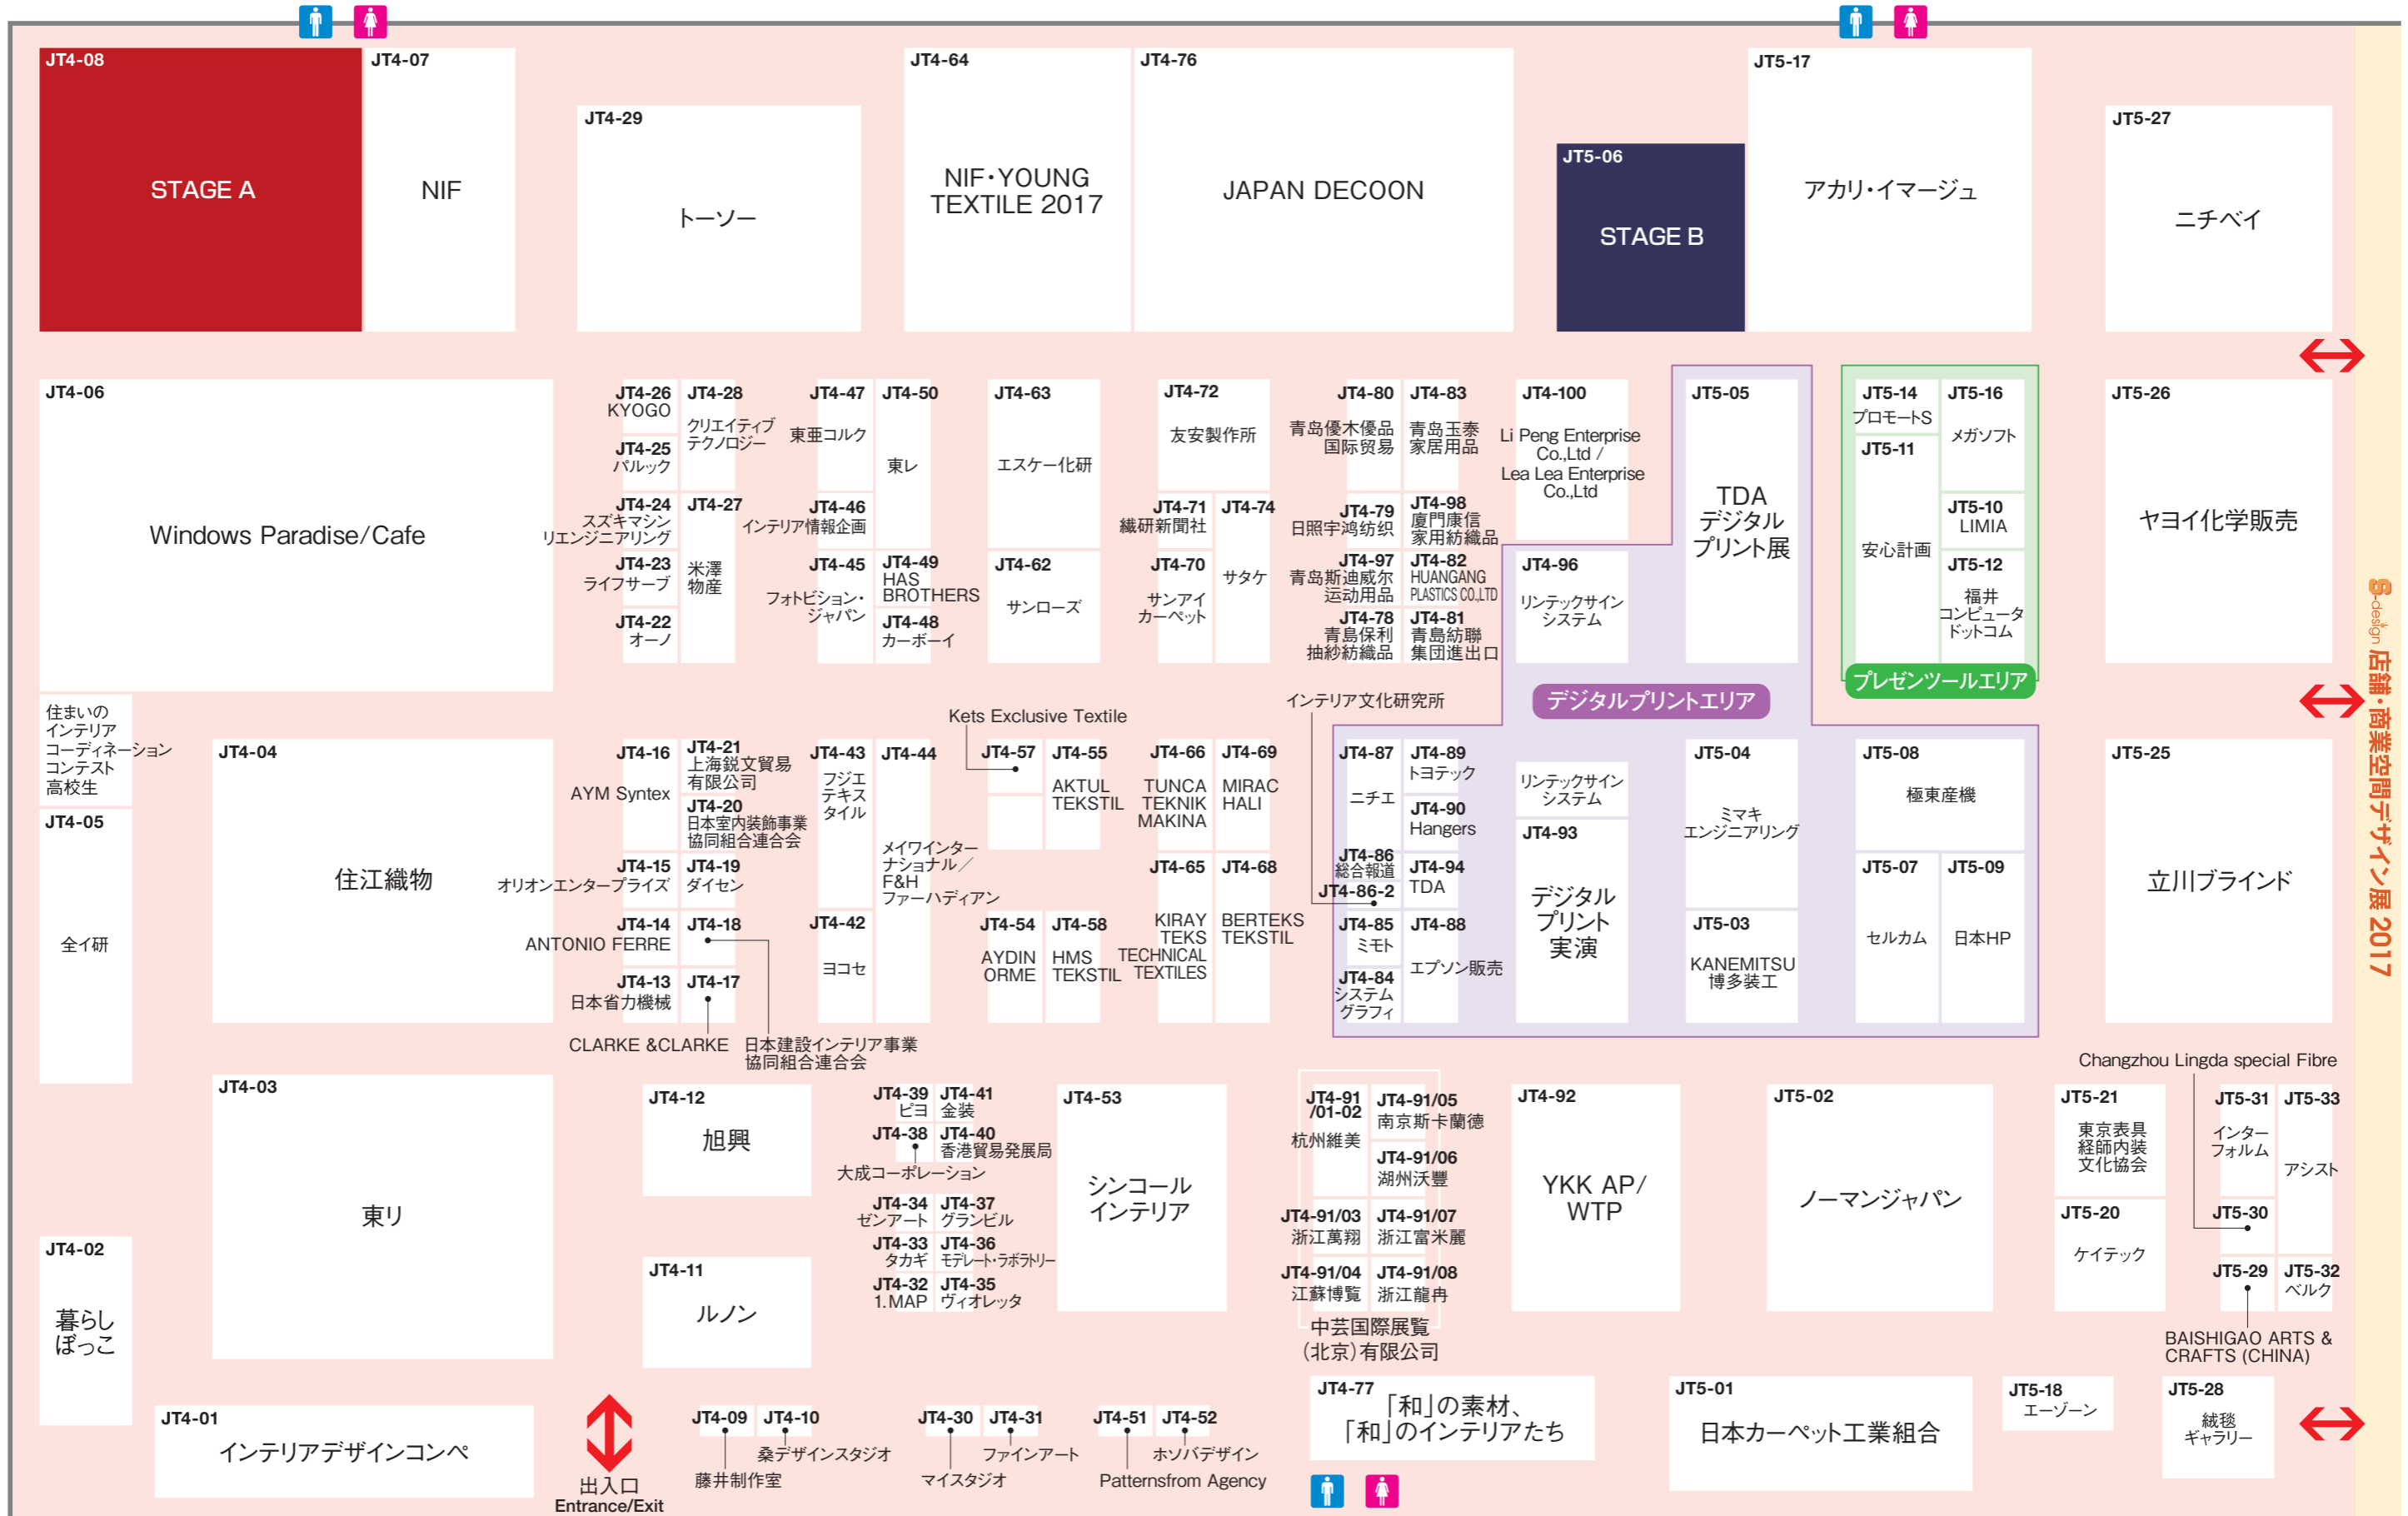 JT4-08
STAGE A
JT4-07
NIF
JT4-29
トーソー
JT4-64
NIF・YOUNG
TEXTILE 2017
JT4-76
JAPAN DECOON
JT5-06
STAGE B
JT5-17
アカリ・イマージュ
JT5-27
ニチベイ
JT4-06
Windows Paradise/Cafe
JT4-26
KYOGO
JT4-28
クリエイティブ
テクノロジー
JT4-25
パルック
JT4-24
スズキマシン
リエンジニアリング
JT4-27
米澤
物産
JT4-23
ライフサーブ
JT4-22
オーノ
JT4-47
東亜コルク
JT4-50
東レ
JT4-46
インテリア情報企画
JT4-45
フォトビジョン・
ジャパン
JT4-49
HAS
BROTHERS
JT4-48
カーボーイ
JT4-63
エスケー化研
JT4-62
サンローズ
JT4-72
友安製作所
JT4-71
繊研新聞社
JT4-74
サタケ
JT4-70
サンアイ
カーペット
JT4-80
青岛優木優品
国际贸易
JT4-83
青岛玉泰
家居用品
JT4-79
日照宇鸿纺织
JT4-98
廈門康信
家用紡織品
JT4-97
青岛斯迪威尔
运动用品
JT4-82
HUANGANG
PLASTICS CO.,LTD
JT4-78
青島保利
抽紗紡織品
JT4-81
青島紡聯
集団進出口
JT4-100
Li Peng Enterprise
Co.,Ltd /
Lea Lea Enterprise
Co.,Ltd
JT4-96
リンテックサイン
システム
JT5-05
TDA
デジタル
プリント展
JT5-14
プロモートS
JT5-16
メガソフト
JT5-11
安心計画
JT5-10
LIMIA
JT5-12
福井
コンピュータ
ドットコム
プレゼンツールエリア
JT5-26
ヤヨイ化学販売
デジタルプリントエリア
住まいの
インテリア
コーディネーション
コンテスト
高校生
JT4-05
全イ研
JT4-04
住江織物
JT4-16
AYM Syntex
JT4-21
上海鋭文貿易
有限公司
JT4-20
日本室内装飾事業
協同組合連合会
JT4-15
オリオンエンタープライズ
JT4-19
ダイセン
JT4-14
ANTONIO FERRE
JT4-18
JT4-13
日本省力機械
JT4-17
CLARKE &CLARKE
日本建設インテリア事業
協同組合連合会
JT4-43
フジエ
テキス
タイル
JT4-44
メイワインター
ナショナル／
F&H
ファーハディアン
JT4-42
ヨコセ
Kets Exclusive Textile
JT4-57
JT4-55
AKTUL
TEKSTIL
JT4-54
AYDIN
ORME
JT4-58
HMS
TEKSTIL
JT4-66
TUNCA
TEKNIK
MAKINA
JT4-69
MIRAC
HALI
JT4-65
KIRAY
TEKS
TECHNICAL
TEXTILES
JT4-68
BERTEKS
TEKSTIL
インテリア文化研究所
JT4-87
ニチエ
JT4-89
トヨテック
JT4-90
Hangers
JT4-86
総合報道
JT4-86-2
JT4-94
TDA
JT4-85
ミモト
JT4-88
エプソン販売
JT4-84
システム
グラフィ
リンテックサイン
システム
JT4-93
デジタル
プリント
実演
JT5-04
ミマキ
エンジニアリング
JT5-03
KANEMITSU
博多装工
JT5-08
極東産機
JT5-07
セルカム
JT5-09
日本HP
JT5-25
立川ブラインド
S-design 店舗・商業空間デザイン展 2017
JT4-03
東リ
JT4-02
暮らし
ぼっこ
JT4-01
インテリアデザインコンペ
出入口
Entrance/Exit
JT4-12
旭興
JT4-11
ルノン
JT4-39
ピヨ
JT4-41
金装
JT4-38
JT4-40
香港貿易発展局
大成コーポレーション
JT4-34
ゼンアート
JT4-37
グランビル
JT4-33
タカギ
JT4-36
モデレート・ラボラトリー
JT4-32
1.MAP
JT4-35
ヴィオレッタ
JT4-53
シンコール
インテリア
JT4-91
/01-02
杭州維美
JT4-91/05
南京斯卡蘭德
JT4-91/06
湖州沃豐
JT4-91/03
浙江萬翔
JT4-91/07
浙江富米麗
JT4-91/04
江蘇博覧
JT4-91/08
浙江龍冉
中芸国際展覧
（北京）有限公司
JT4-92
YKK AP/
WTP
JT5-02
ノーマンジャパン
JT5-21
東京表具
経師内装
文化協会
JT5-20
ケイテック
Changzhou Lingda special Fibre
JT5-31
インター
フォルム
JT5-33
アシスト
JT5-30
JT5-29
JT5-32
ベルク
BAISHIGAO ARTS &
CRAFTS (CHINA)
JT4-09
JT4-10
桑デザインスタジオ
藤井制作室
JT4-30
JT4-31
ファインアート
マイスタジオ
JT4-51
JT4-52
ホソバデザイン
Patternsfrom Agency
JT4-77
「和」の素材、
「和」のインテリアたち
JT5-01
日本カーペット工業組合
JT5-18
エーゾーン
JT5-28
絨毯
ギャラリー